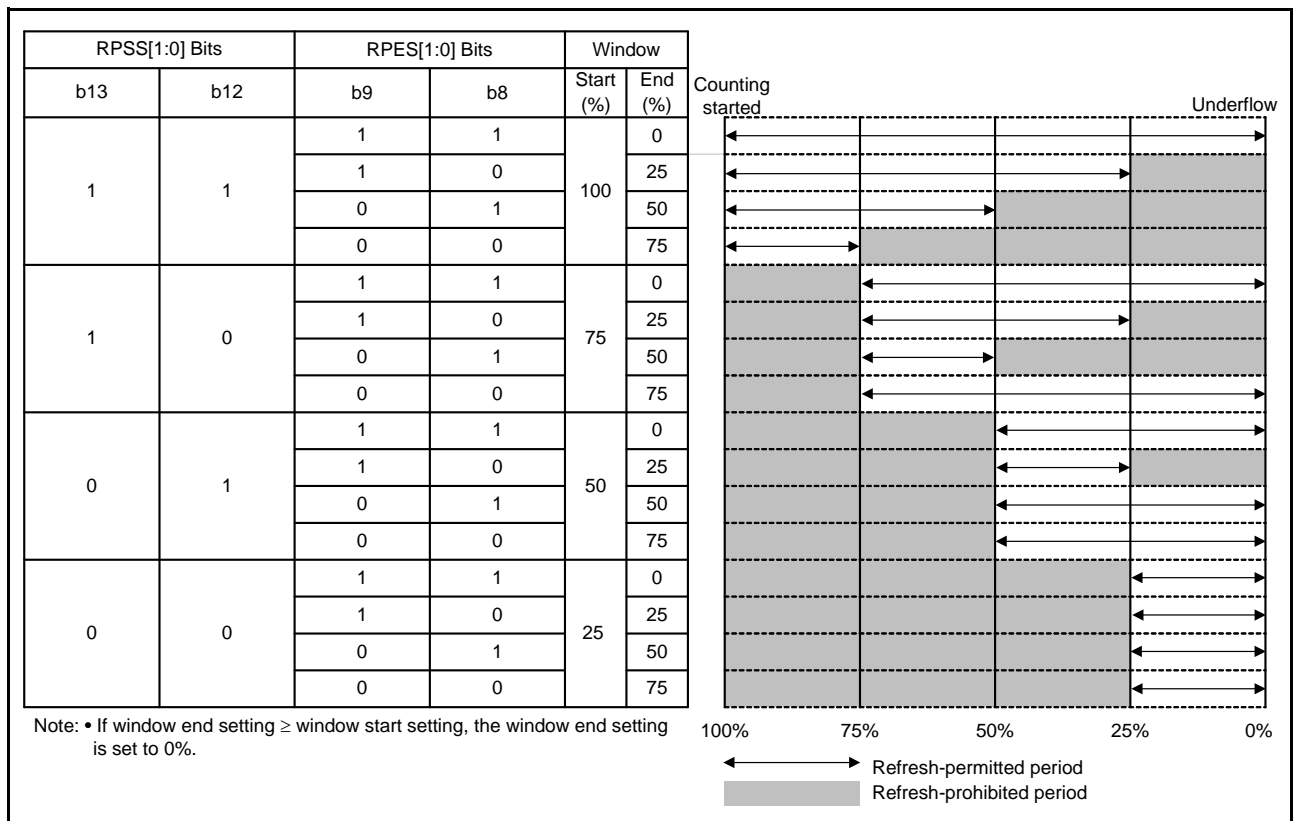 RPSS[1:0] Bits RPES[1:0] Bits Window
b13 b12 b9 b8 Start (%) End (%)
Counting started Underflow
1 1 1 1 100 0
1 0 25
0 1 50
0 0 75
1 0 1 1 75 0
1 0 25
0 1 50
0 0 75
0 1 1 1 50 0
1 0 25
0 1 50
0 0 75
0 0 1 1 25 0
1 0 25
0 1 50
0 0 75
Note: • If window end setting ≥ window start setting, the window end setting
is set to 0%.
100% 75% 50% 25% 0%
Refresh-permitted period
Refresh-prohibited period